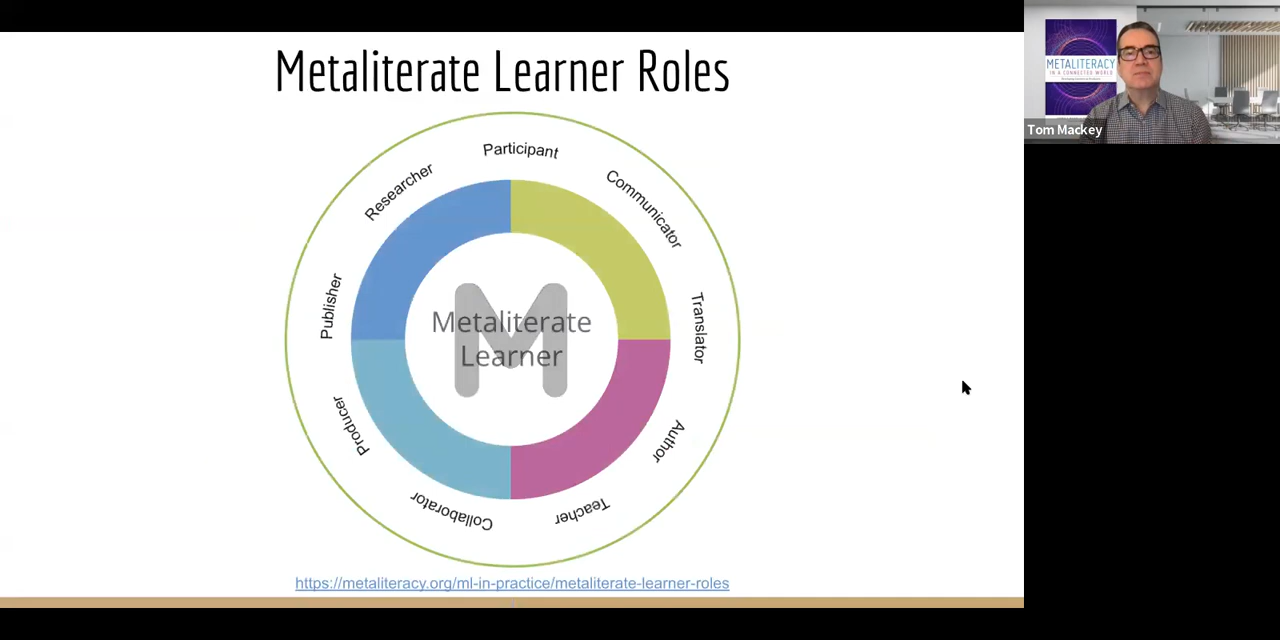 Metaliterate Learner Roles
Participant
Communicator
Translator
Author
Teacher
Collaborator
Producer
Publisher
Researcher
Metaliterate
Learner
https://metaliteracy.org/ml-in-practice/metaliterate-learner-roles
METALITERACY
IN A CONNECTED WORLD
Tom Mackey